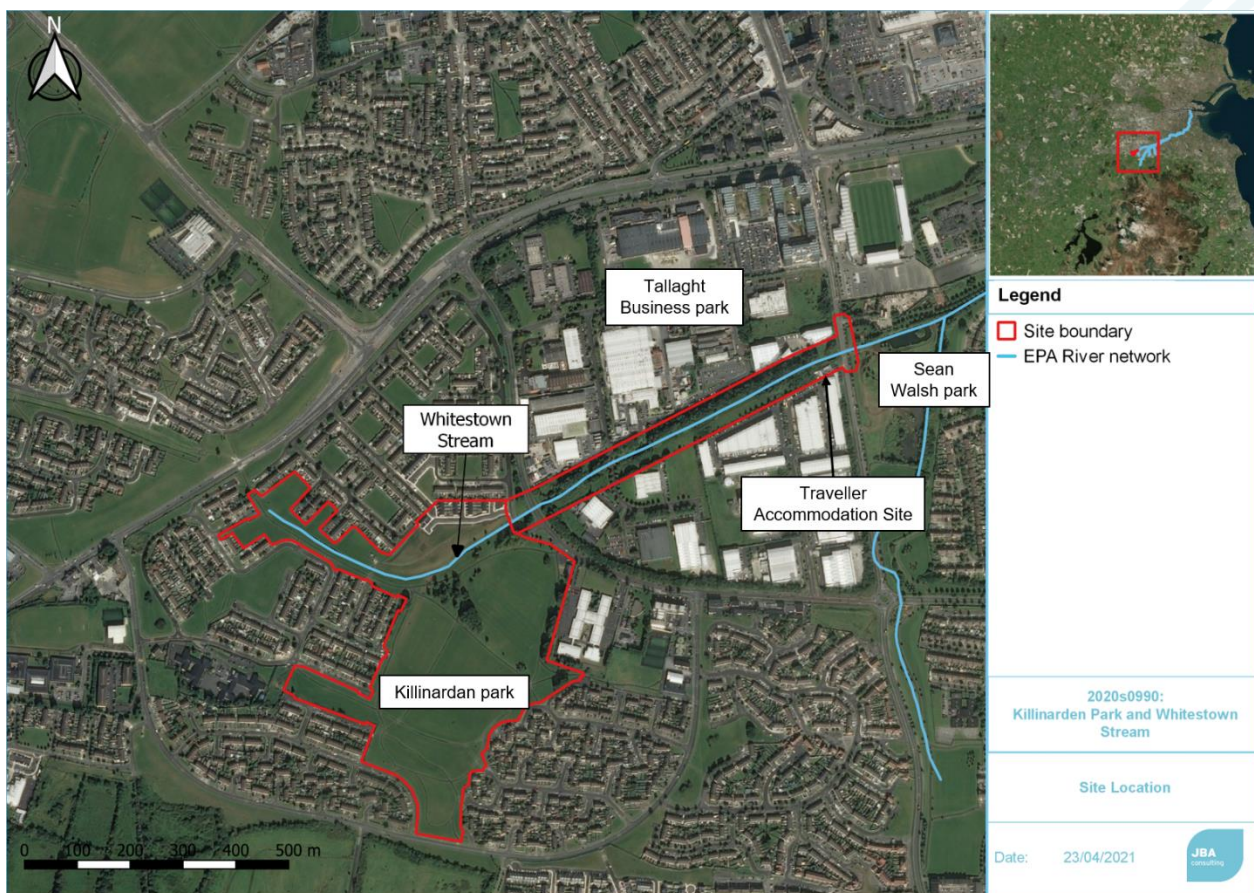 N
Tallaght
Business park
Sean
Walsh park
Whitestown
Stream
Traveller
Accommodation Site
Killinardan park
0 100 200 300 400 500 m
Legend
Site boundary
EPA River network
2020s0990:
Killinarden Park and Whitestown
Stream
Site Location
Date: 23/04/2021
JBA
consulting